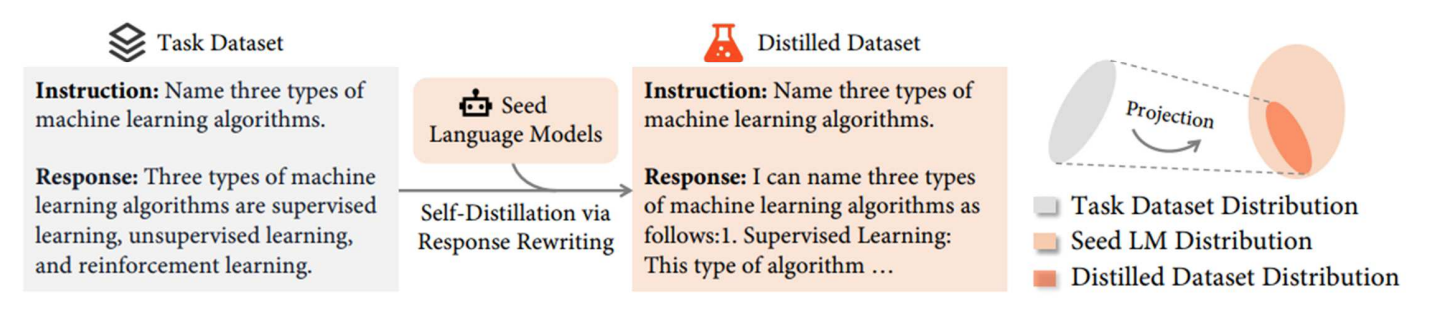 Task Dataset
Instruction: Name three types of
machine learning algorithms.
Response: Three types of machine
learning algorithms are supervised
learning, unsupervised learning,
and reinforcement learning.
Seed
Language Models
Self-Distillation via
Response Rewriting
Distilled Dataset
Instruction: Name three types of
machine learning algorithms.
Response: I can name three types
of machine learning algorithms as
follows:1. Supervised Learning:
This type of algorithm …
Projection
Task Dataset Distribution
Seed LM Distribution
Distilled Dataset Distribution